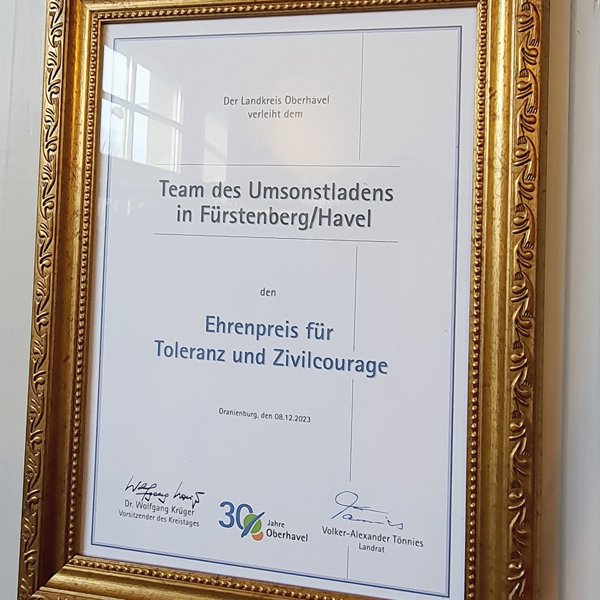 Der Landkreis Oberhavel
verleiht dem
Team des Umsonstladens
in Fürstenberg/Havel
den
Ehrenpreis für
Toleranz und Zivilcourage
Oranienburg, den 08.12.2023
Dr. Wolfgang Krüger
Vorsitzender des Kreistages
30 Jahre
Oberhavel
Volker-Alexander Tönnies
Landrat